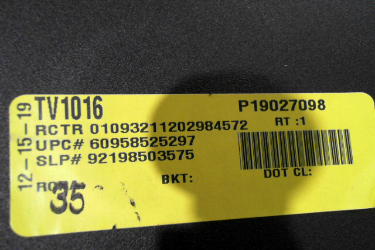 12-15-19
TV1016 P19027098
RCTR 01093211202984572 RT :1
UPC# 60958525297
SLP# 92198503575
BKT: DOT CL:
35